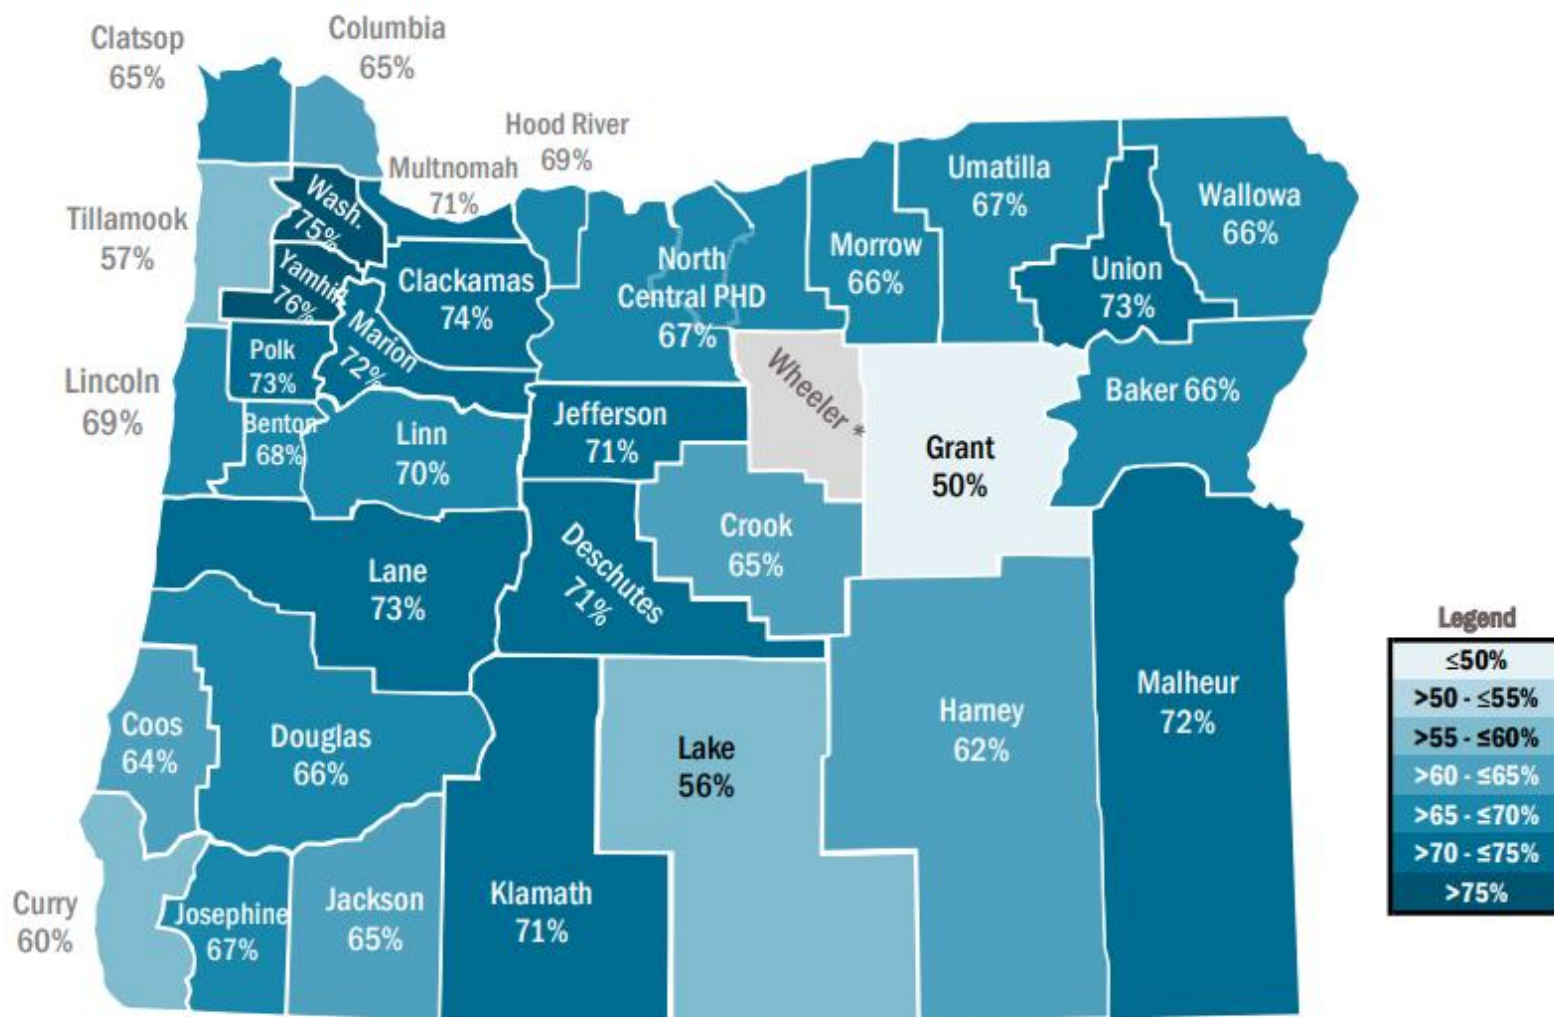 Clatsop
65%
Columbia
65%
Hood River
69%
Multnomah
71%
Tillamook
57%
Wash.
75%
Yamhill
76%
Clackamas
74%
Marion
72%
North
Central PHD
67%
Morrow
66%
Umatilla
67%
Union
73%
Wallowa
66%
Lincoln
69%
Polk
73%
Benton
68%
Linn
70%
Jefferson
71%
Wheeler *
Grant
50%
Baker 66%
Lane
73%
Deschutes
71%
Crook
65%
Coos
64%
Douglas
66%
Lake
56%
Harney
62%
Malheur
72%
Curry
60%
Josephine
67%
Jackson
65%
Klamath
71%
Legend
≤50%
>50 - ≤55%
>55 - ≤60%
>60 - ≤65%
>65 - ≤70%
>70 - ≤75%
>75%